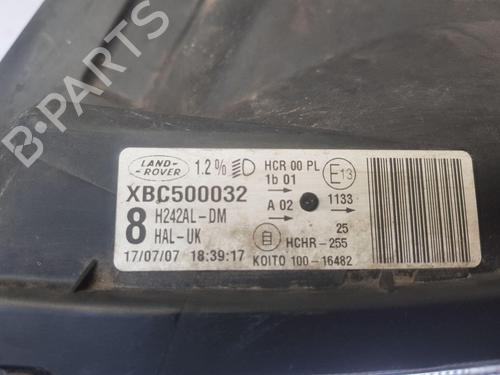 B-PARTS
LAND-
-ROVER
1.2% HCR 00 PL
1b 01 E13
XBC500032 A 02 1133
8 H242AL-DM 25
HAL-UK HCHR-255
17/07/07 18:39:17 KOITO 100-16482